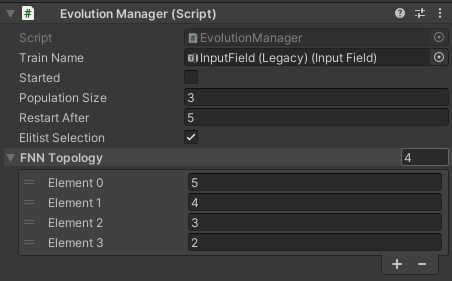 Evolution Manager (Script)
Script EvolutionManager
Train Name InputField (Legacy) (Input Field)
Started
Population Size 3
Restart After 5
Elitist Selection
FNN Topology 4
Element 0 5
Element 1 4
Element 2 3
Element 3 2